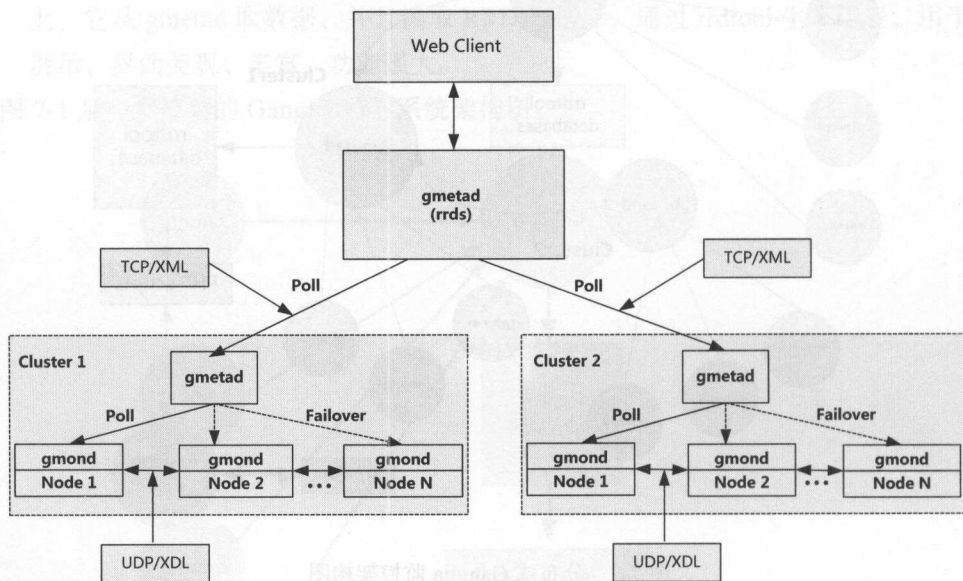 Web Client
gmetad
(rrds)
TCP/XML
TCP/XML
Poll
Poll
Cluster 1
gmetad
Poll
Failover
gmond
Node 1
gmond
Node 2
...
gmond
Node N
UDP/XDL
Cluster 2
gmetad
Poll
Failover
gmond
Node 1
gmond
Node 2
...
gmond
Node N
UDP/XDL